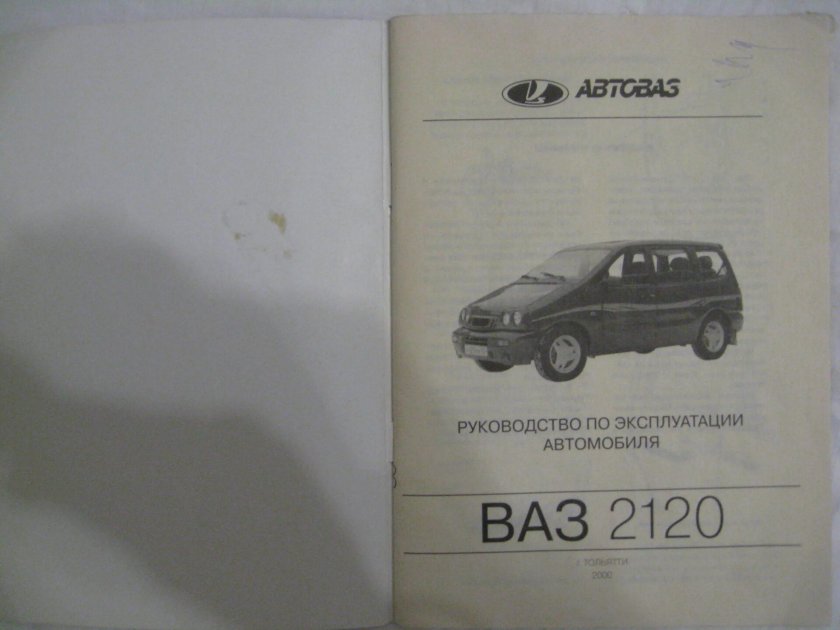 АВТОВАЗ
РУКОВОДСТВО ПО ЭКСПЛУАТАЦИИ
АВТОМОБИЛЯ
ВАЗ 2120
г. ТОЛЬЯТТИ
2000